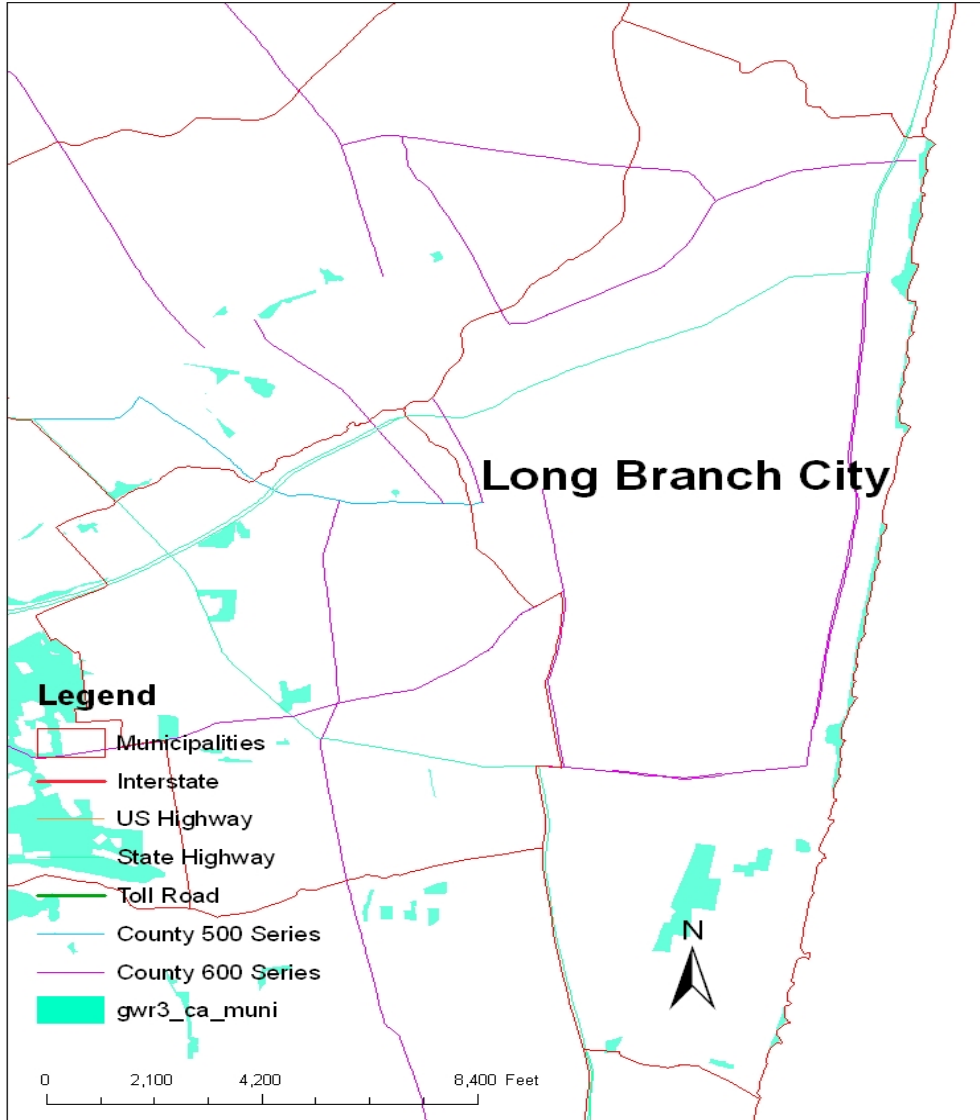 Long Branch City
Legend
Municipalities
Interstate
US Highway
State Highway
Toll Road
County 500 Series
County 600 Series
gwr3_ca_muni
N
0 2,100 4,200 8,400 Feet